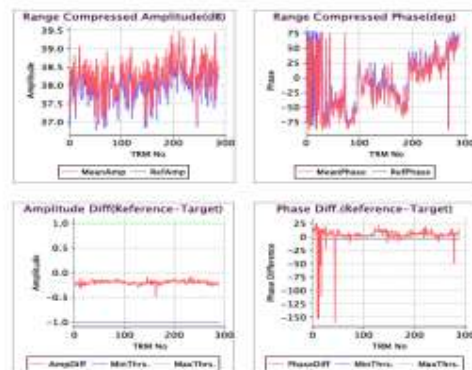 Range Compressed Amplitude(dB)
39.5
39.0
38.5
38.0
37.5
37.0
Amplitude
0
100
200
300
TRM No
MeanAmp
RefAmp
Range Compressed Phase(deg)
75
50
25
0
-25
-50
-75
Phase
0
100
200
300
TRM No
MeanPhase
RefPhase
Amplitude Diff(Reference-Target)
1.0
0.5
0.0
-0.5
-1.0
Amplitude
0
100
200
300
TRM No
AmpDiff
MinThrs.
MaxThrs.
Phase Diff.(Reference-Target)
25
0
-25
-50
-75
-100
-125
-150
Phase Difference
0
100
200
300
TRM No
PhaseDiff
MinThrs.
MaxThrs.